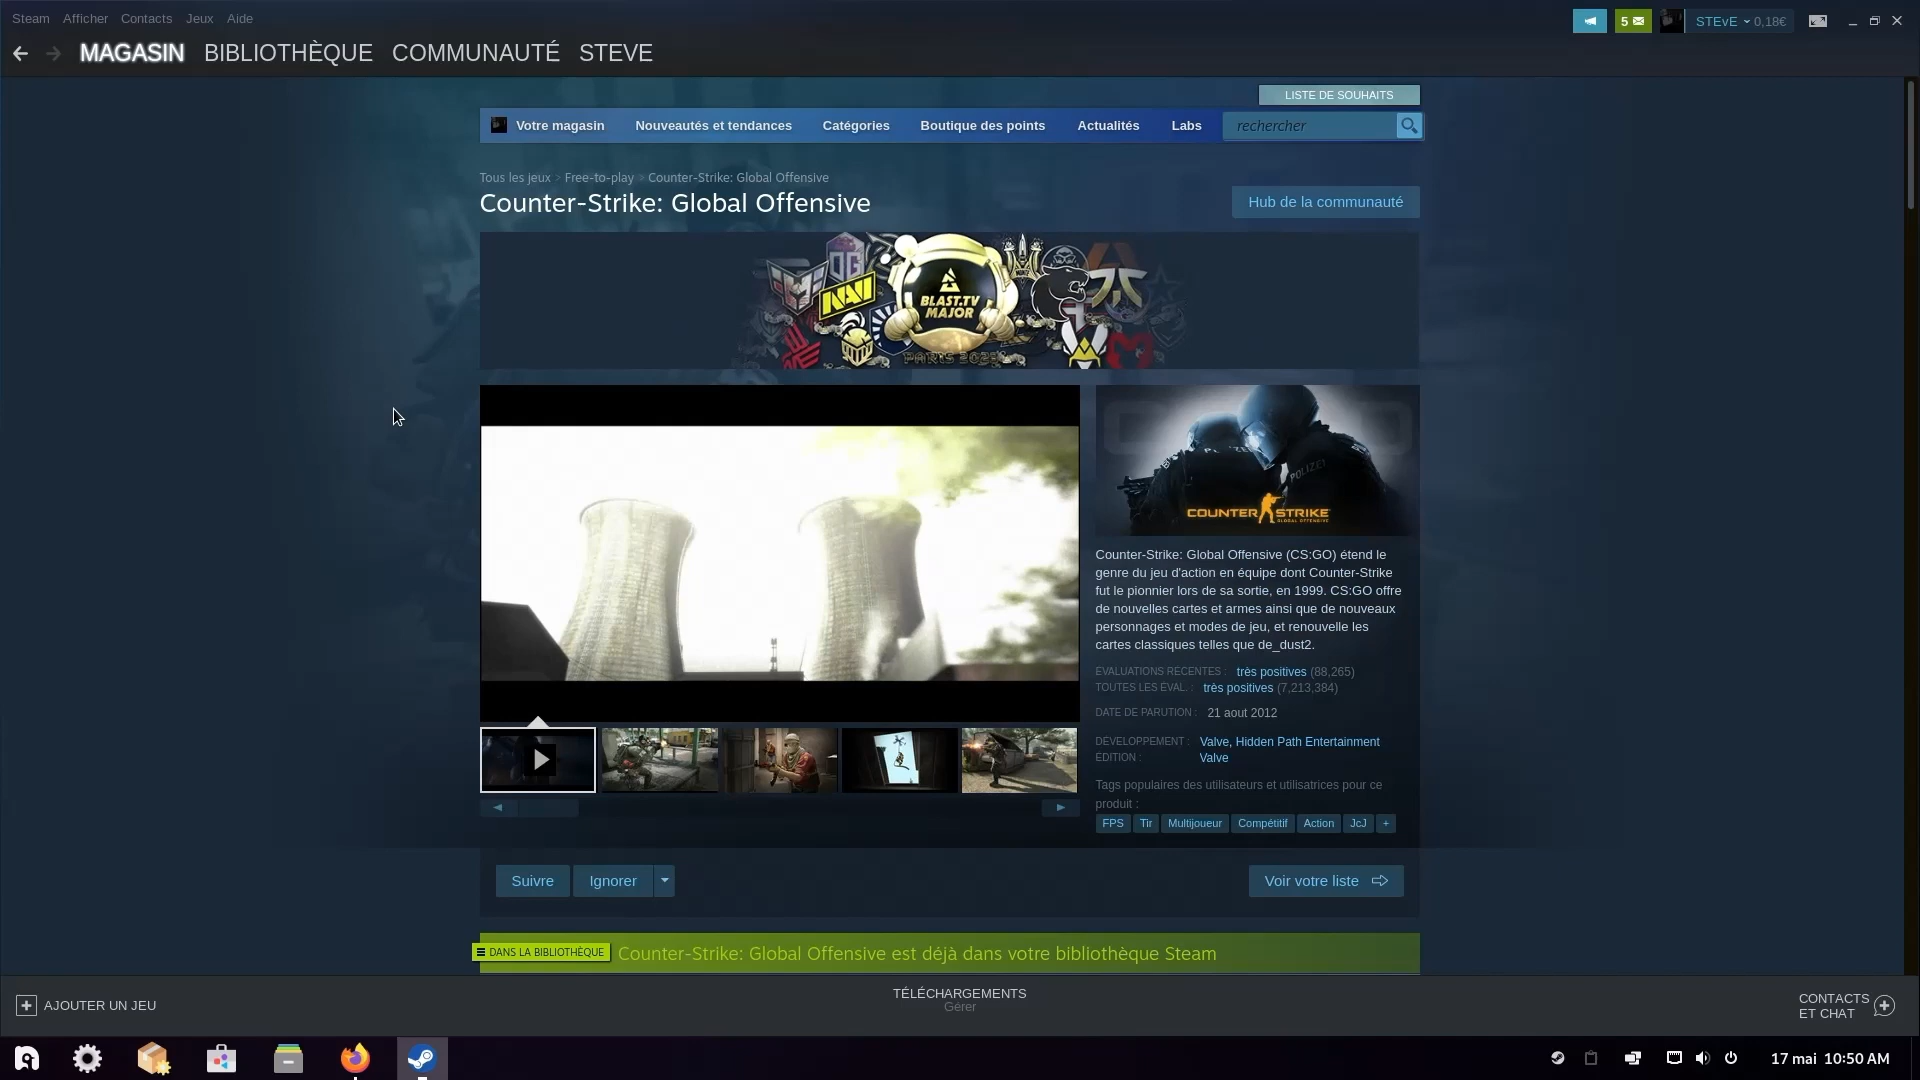 Steam Afficher Contacts Jeux Aide
5 STEvE 0,18€
MAGASIN BIBLIOTHÈQUE COMMUNAUTÉ STEVE
LISTE DE SOUHAITS
Votre magasin Nouveautés et tendances Catégories Boutique des points Actualités Labs rechercher
Tous les jeux > Free-to-play > Counter-Strike: Global Offensive
Counter-Strike: Global Offensive
Hub de la communauté
OG
NAVI
BLAST.TV
MAJOR
PARIS 2023
POLIZEI
COUNTER STRIKE
GLOBAL OFFENSIVE
Counter-Strike: Global Offensive (CS:GO) étend le
genre du jeu d'action en équipe dont Counter-Strike
fut le pionnier lors de sa sortie, en 1999. CS:GO offre
de nouvelles cartes et armes ainsi que de nouveaux
personnages et modes de jeu, et renouvelle les
cartes classiques telles que de_dust2.
ÉVALUATIONS RÉCENTES : très positives (88,265)
TOUTES LES ÉVAL. : très positives (7,213,384)
DATE DE PARUTION : 21 aout 2012
DÉVELOPPEMENT : Valve, Hidden Path Entertainment
ÉDITION : Valve
Tags populaires des utilisateurs et utilisatrices pour ce
produit :
FPS Tir Multijoueur Compétitif Action JcJ +
Suivre Ignorer Voir votre liste
DANS LA BIBLIOTHÈQUE Counter-Strike: Global Offensive est déjà dans votre bibliothèque Steam
AJOUTER UN JEU
TÉLÉCHARGEMENTS
Gérer
CONTACTS
ET CHAT
17 mai 10:50 AM